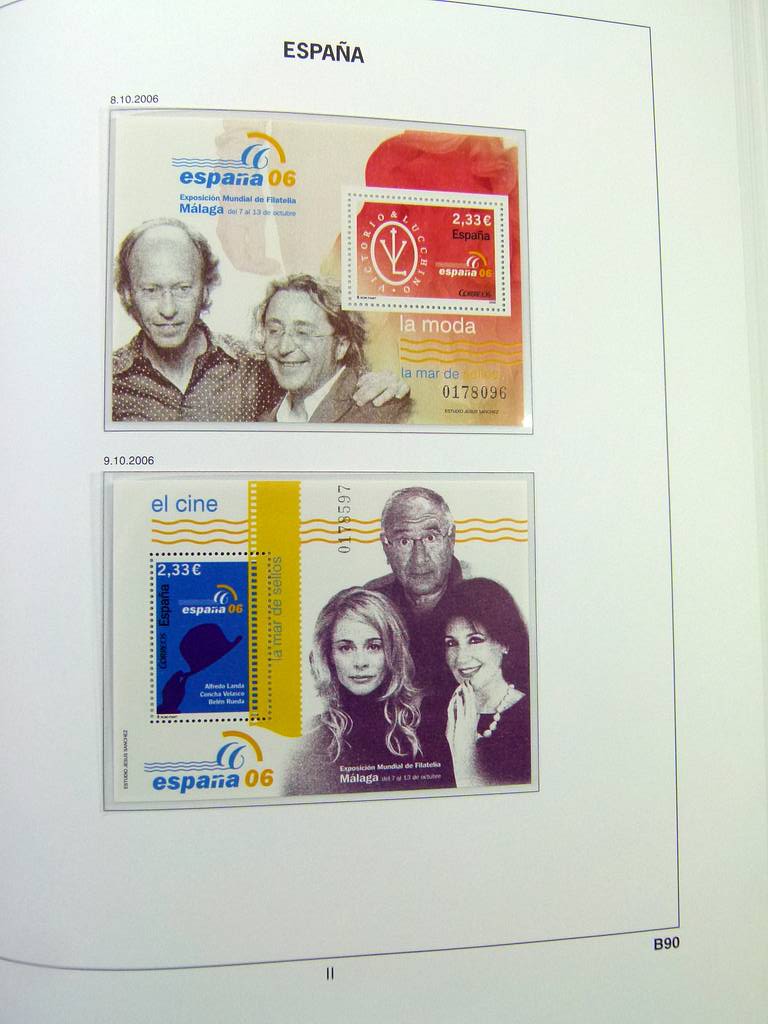 ESPAÑA
8.10.2006
españa 06
Exposición Mundial de Filatelia
Málaga del 7 al 13 de octubre
VICTORIO & LUCCHINO
VL
2,33€
España
españa 06
CORREOS
la moda
la mar de sellos
0178096
ESTUDIO JESUS SANCHEZ
9.10.2006
el cine
0178597
la mar de sellos
2,33€
España
CORREOS
españa 06
Alfredo Landa
Concha Velasco
Belén Rueda
ESTUDIO JESUS SANCHEZ
españa 06
Exposición Mundial de Filatelia
Málaga del 7 al 13 de octubre
B90
II